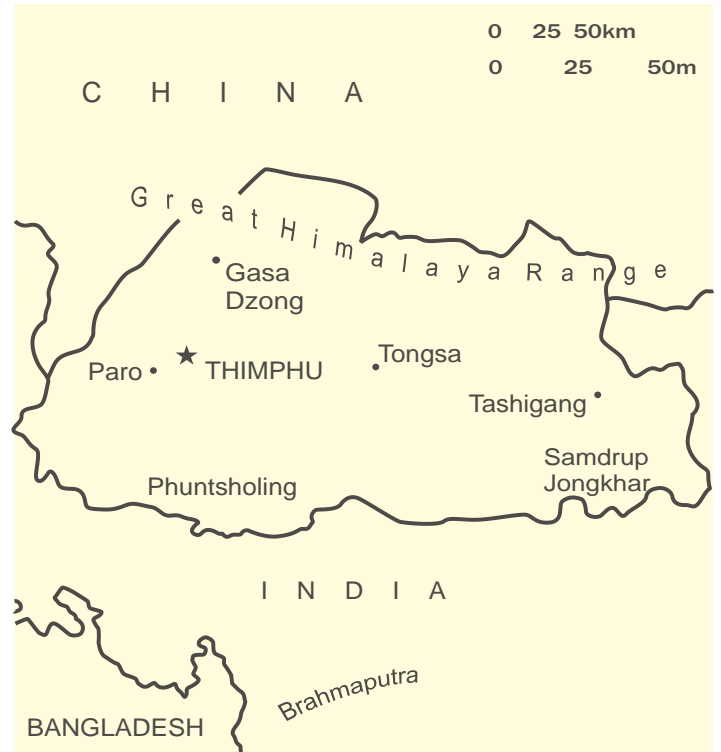 0 25 50km
0 25 50m
C H I N A
Great Himalaya Range
Gasa
Dzong
Paro
THIMPHU
Tongsa
Tashigang
Samdrup
Jongkhar
Phuntsholing
I N D I A
Brahmaputra
BANGLADESH